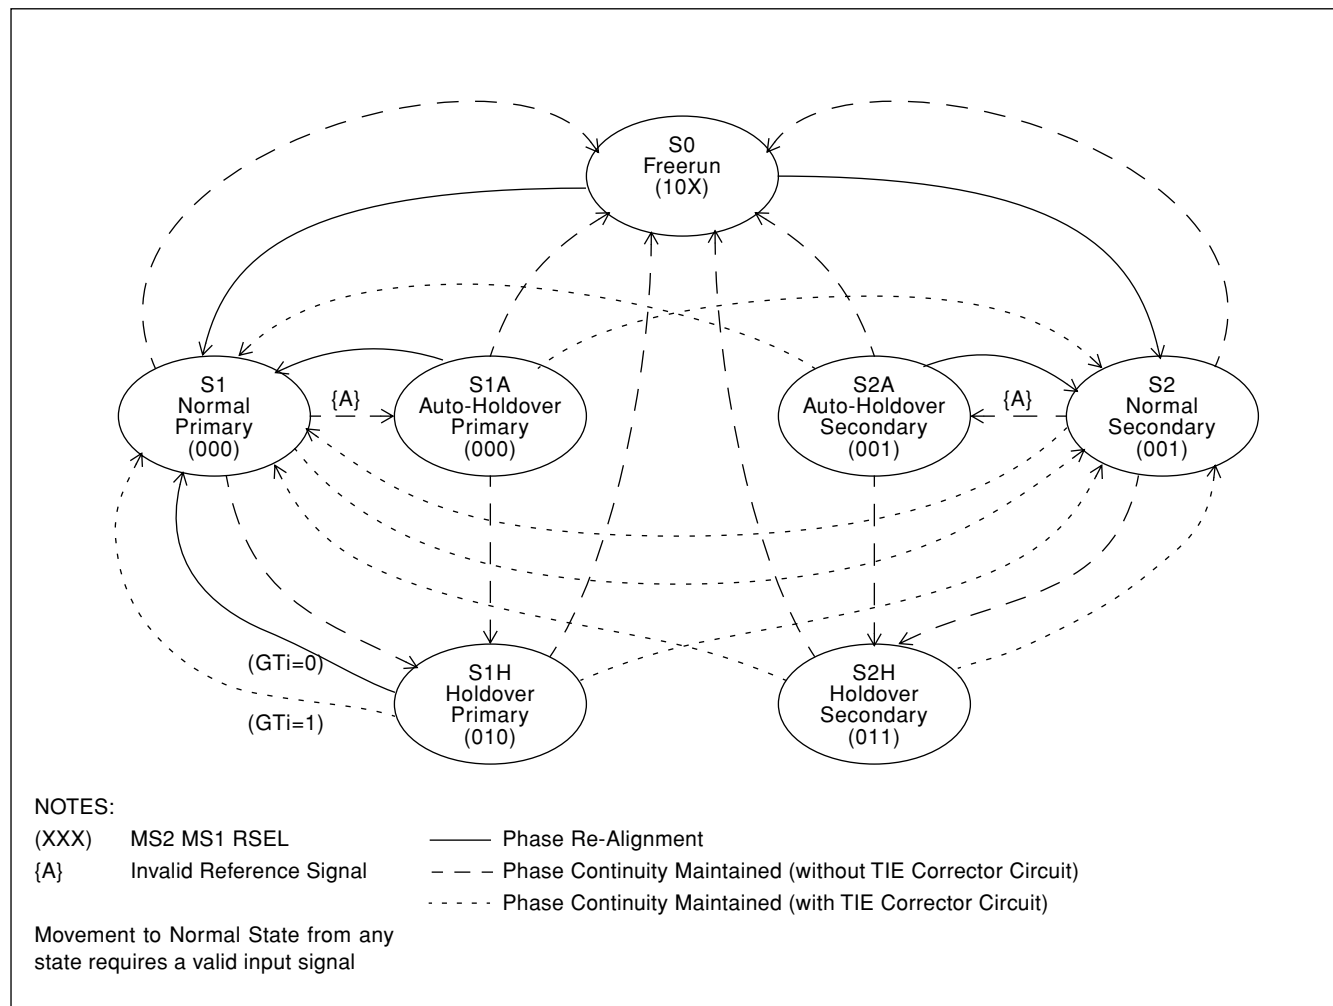 S0
Freerun
(10X)
S1
Normal
Primary
(000)
{A}
S1A
Auto-Holdover
Primary
(000)
S2A
Auto-Holdover
Secondary
(001)
{A}
S2
Normal
Secondary
(001)
(GTi=0)
(GTi=1)
S1H
Holdover
Primary
(010)
S2H
Holdover
Secondary
(011)
NOTES:
(XXX) MS2 MS1 RSEL
{A} Invalid Reference Signal
Phase Re-Alignment
Phase Continuity Maintained (without TIE Corrector Circuit)
Phase Continuity Maintained (with TIE Corrector Circuit)
Movement to Normal State from any
state requires a valid input signal